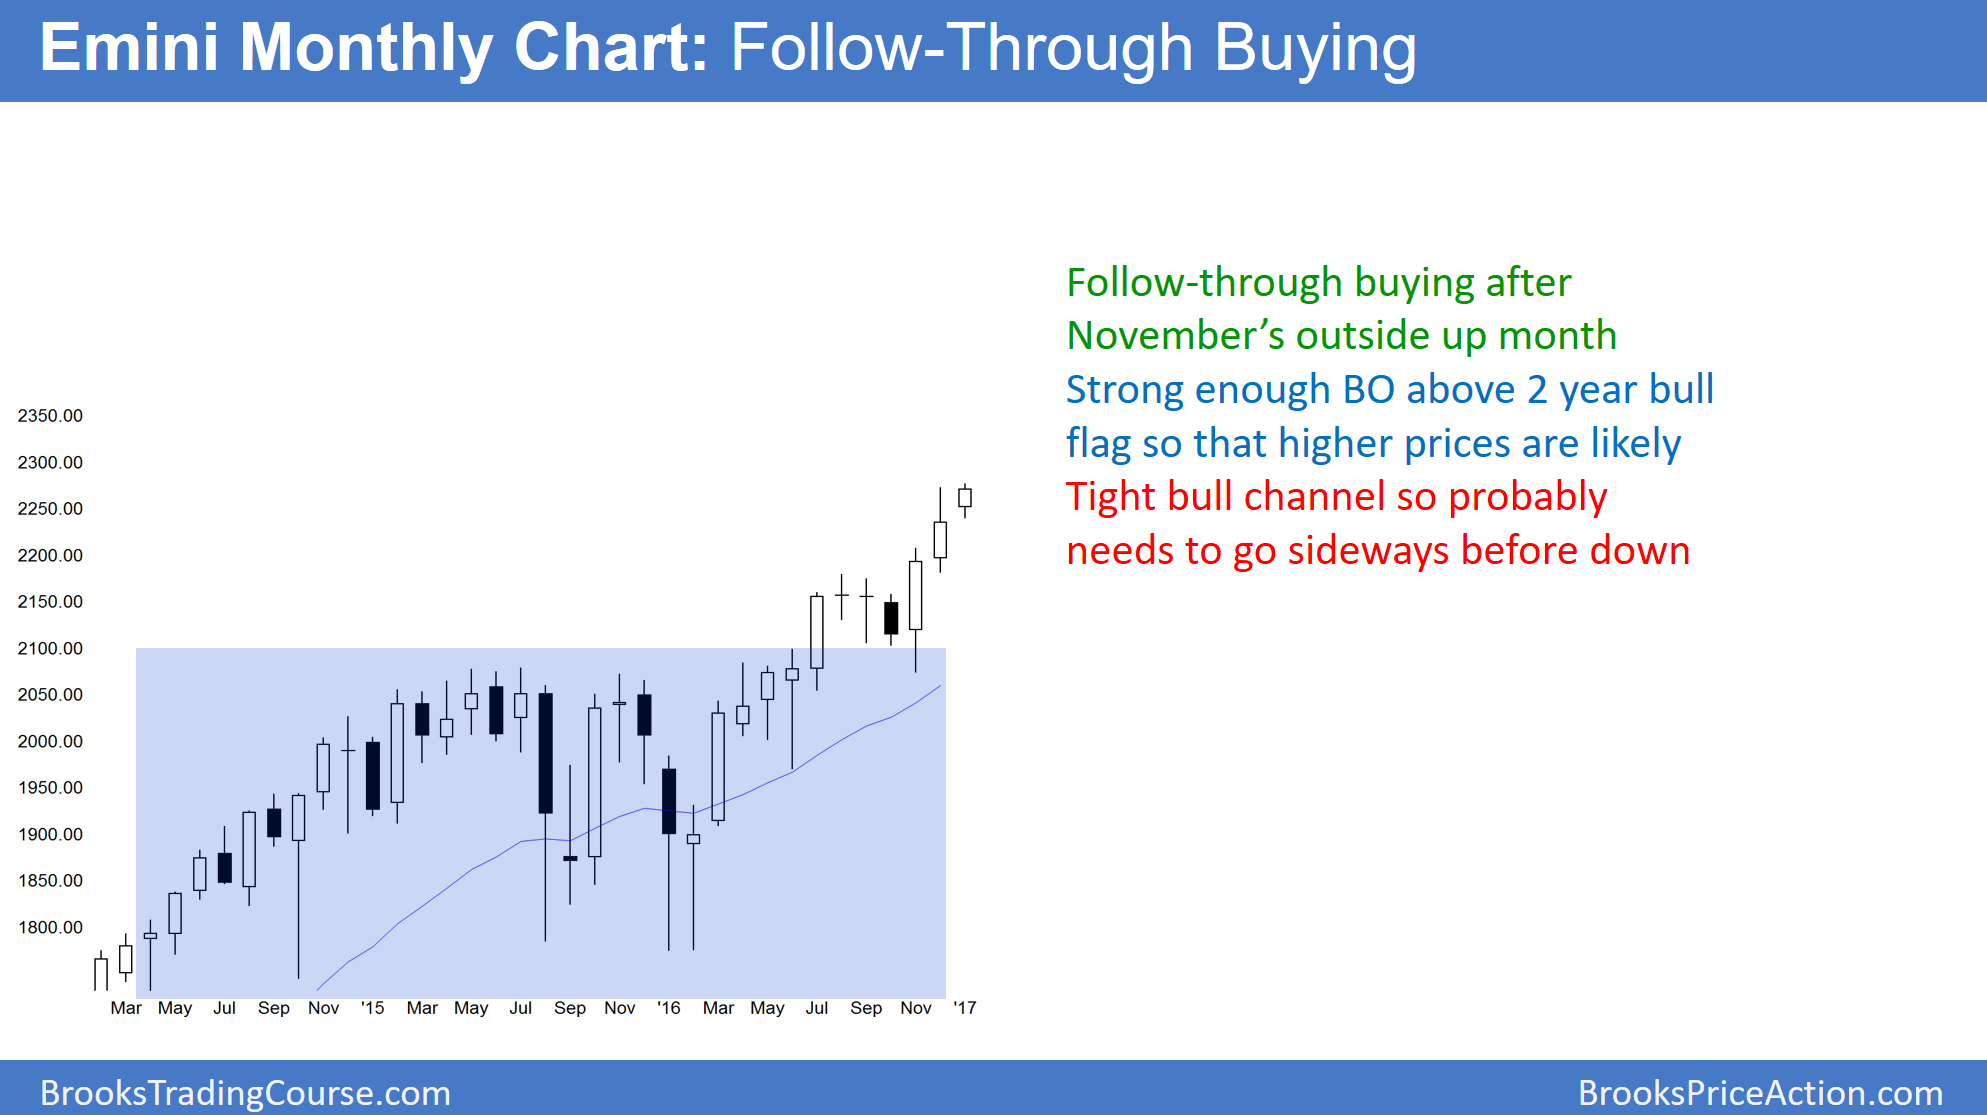 Emini Monthly Chart: Follow-Through Buying
Follow-through buying after
November’s outside up month
Strong enough BO above 2 year bull
flag so that higher prices are likely
Tight bull channel so probably
needs to go sideways before down
2350.00
2300.00
2250.00
2200.00
2150.00
2100.00
2050.00
2000.00
1950.00
1900.00
1850.00
1800.00
Mar May Jul Sep Nov '15 Mar May Jul Sep Nov '16 Mar May Jul Sep Nov '17
BrooksTradingCourse.com
BrooksPriceAction.com